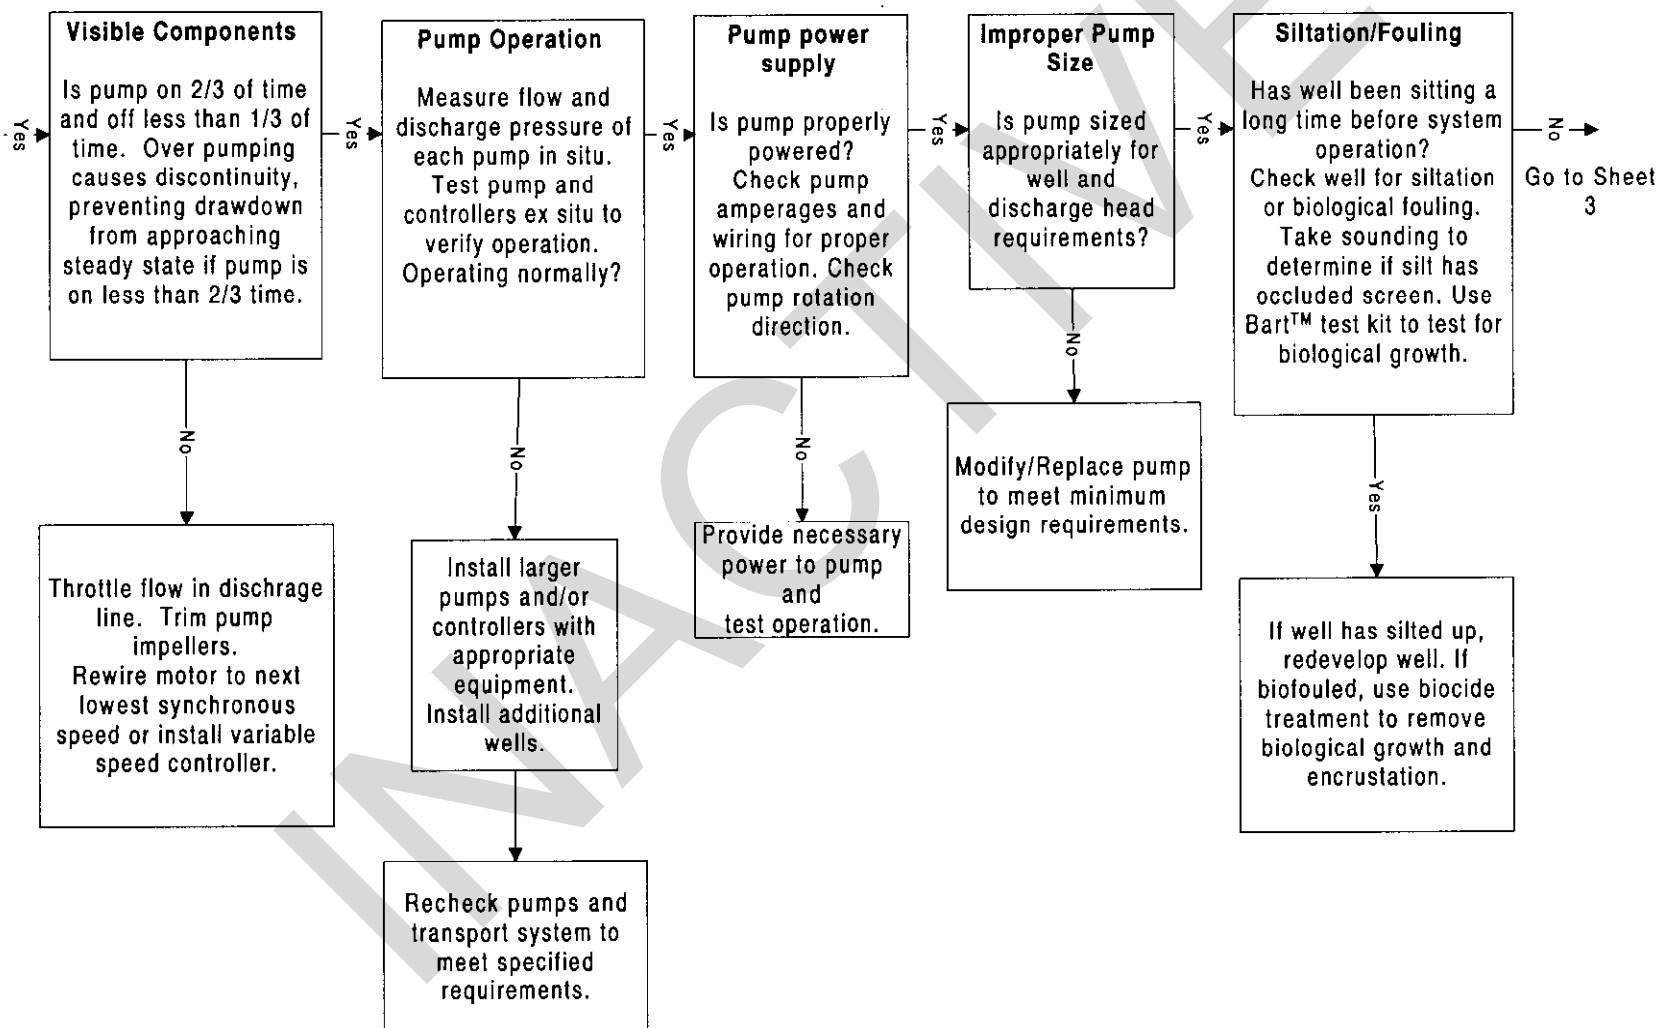 Yes
Visible Components
Is pump on 2/3 of time
and off less than 1/3 of
time. Over pumping
causes discontinuity,
preventing drawdown
from approaching
steady state if pump is
on less than 2/3 time.
Yes
Pump Operation
Measure flow and
discharge pressure of
each pump in situ.
Test pump and
controllers ex situ to
verify operation.
Operating normally?
Yes
Pump power
supply
Is pump properly
powered?
Check pump
amperages and
wiring for proper
operation. Check
pump rotation
direction.
Yes
Improper Pump
Size
Is pump sized
appropriately for
well and
discharge head
requirements?
Yes
Siltation/Fouling
Has well been sitting a
long time before system
operation?
Check well for siltation
or biological fouling.
Take sounding to
determine if silt has
occluded screen. Use
Bart™ test kit to test for
biological growth.
No
Go to Sheet
3
No
Throttle flow in dischrage
line. Trim pump
impellers.
Rewire motor to next
lowest synchronous
speed or install variable
speed controller.
No
Install larger
pumps and/or
controllers with
appropriate
equipment.
Install additional
wells.
Recheck pumps and
transport system to
meet specified
requirements.
No
Provide necessary
power to pump
and
test operation.
No
Modify/Replace pump
to meet minimum
design requirements.
Yes
If well has silted up,
redevelop well. If
biofouled, use biocide
treatment to remove
biological growth and
encrustation.
INACTIVE